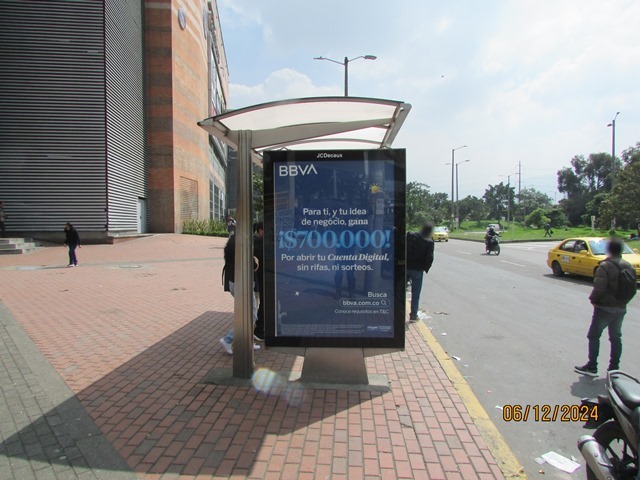 JCDecaux
BBVA
Para ti, y tu idea
de negocio, gana
¡$700.000!
Por abrir tu Cuenta Digital,
sin rifas, ni sorteos.
Busca
bbva.com.co
Conoce requisitos en T&C
06/12/2024